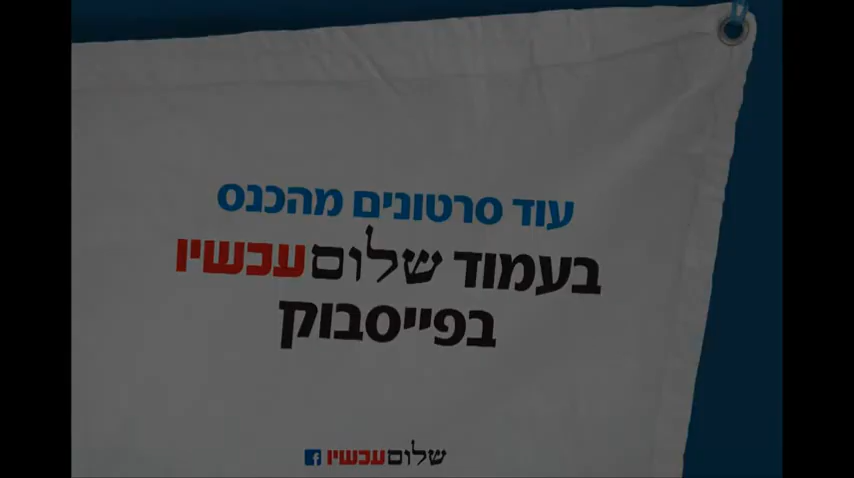 עוד סרטונים מהכנס
בעמוד שלום עכשיו
בפייסבוק
שלום עכשיו